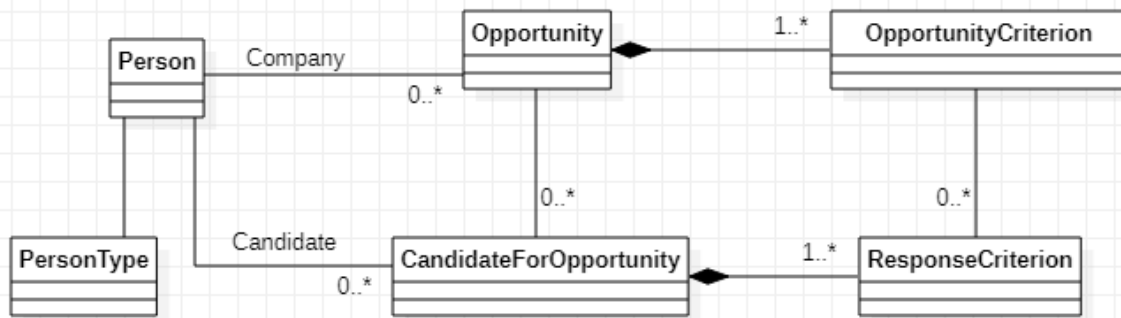 Opportunity
1..*
OpportunityCriterion
Person
Company
0..*
0..*
0..*
PersonType
Candidate
0..*
CandidateForOpportunity
1..*
ResponseCriterion